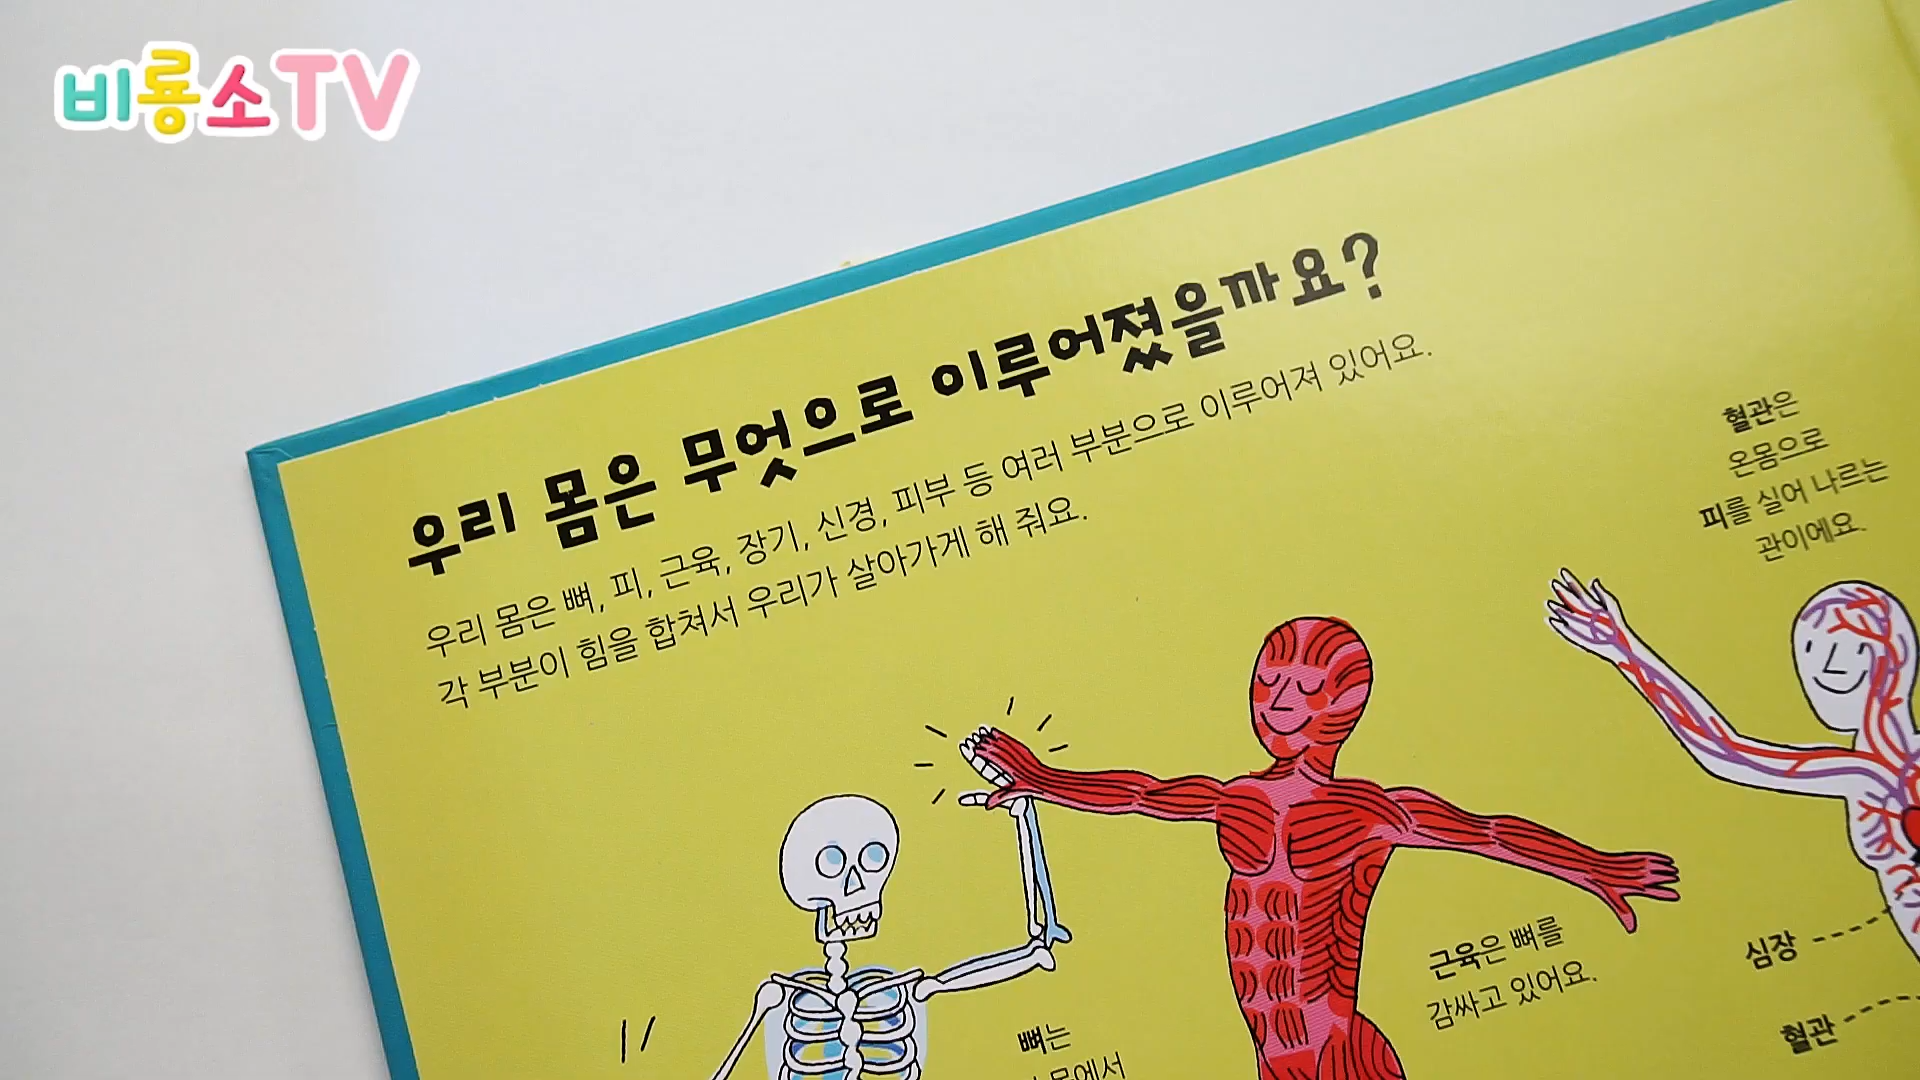 비룡소TV
우리 몸은 무엇으로 이루어졌을까요?
우리 몸은 뼈, 피, 근육, 장기, 신경, 피부 등 여러 부분으로 이루어져 있어요.
각 부분이 힘을 합쳐서 우리가 살아가게 해 줘요.
혈관은
온몸으로
피를 실어 나르는
관이에요.
근육은 뼈를
감싸고 있어요.
심장
혈관
뼈는